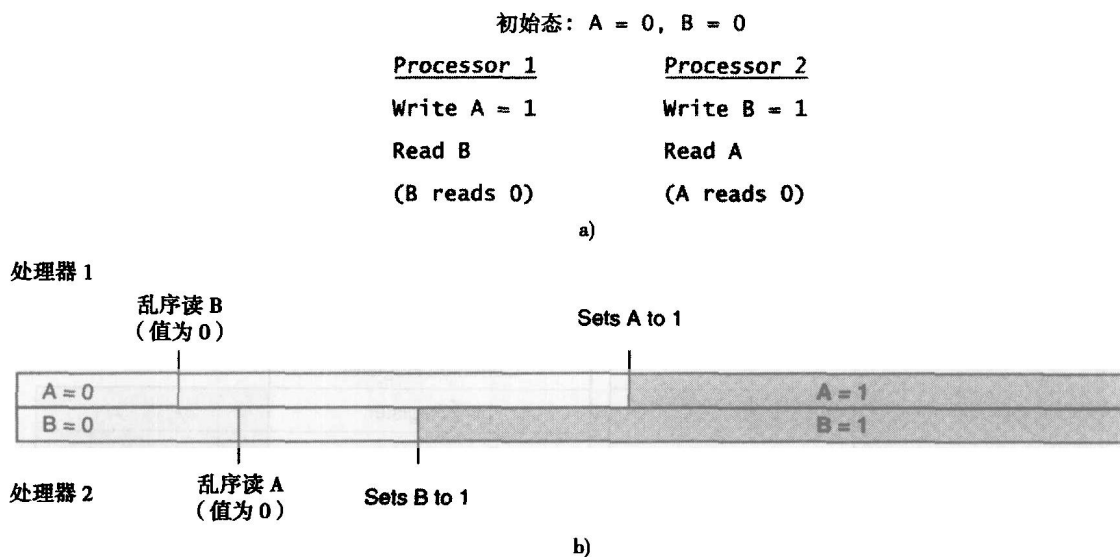 初始态: A = 0, B = 0
Processor 1 Processor 2
Write A = 1 Write B = 1
Read B Read A
(B reads 0) (A reads 0)
a)
处理器 1
乱序读 B
(值为 0)
Sets A to 1
A = 0 A = 1
B = 0 B = 1
处理器 2
乱序读 A
(值为 0)
Sets B to 1
b)